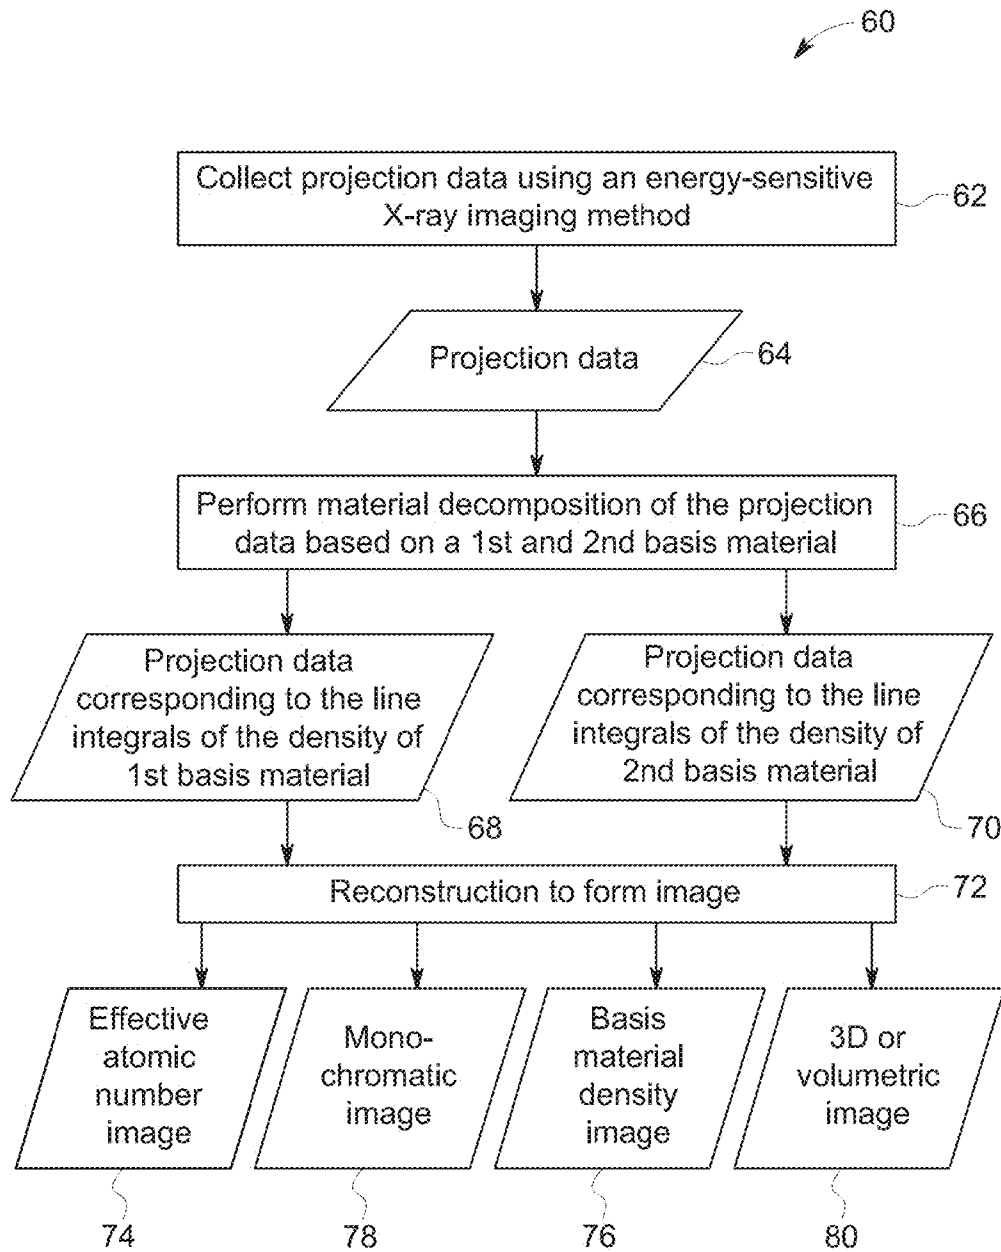 60
Collect projection data using an energy-sensitive
X-ray imaging method
62
Projection data
64
Perform material decomposition of the projection
data based on a 1st and 2nd basis material
66
Projection data
corresponding to the line
integrals of the density of
1st basis material
68
Projection data
corresponding to the line
integrals of the density of
2nd basis material
70
Reconstruction to form image
72
Effective
atomic
number
image
74
Mono-
chromatic
image
78
Basis
material
density
image
76
3D or
volumetric
image
80